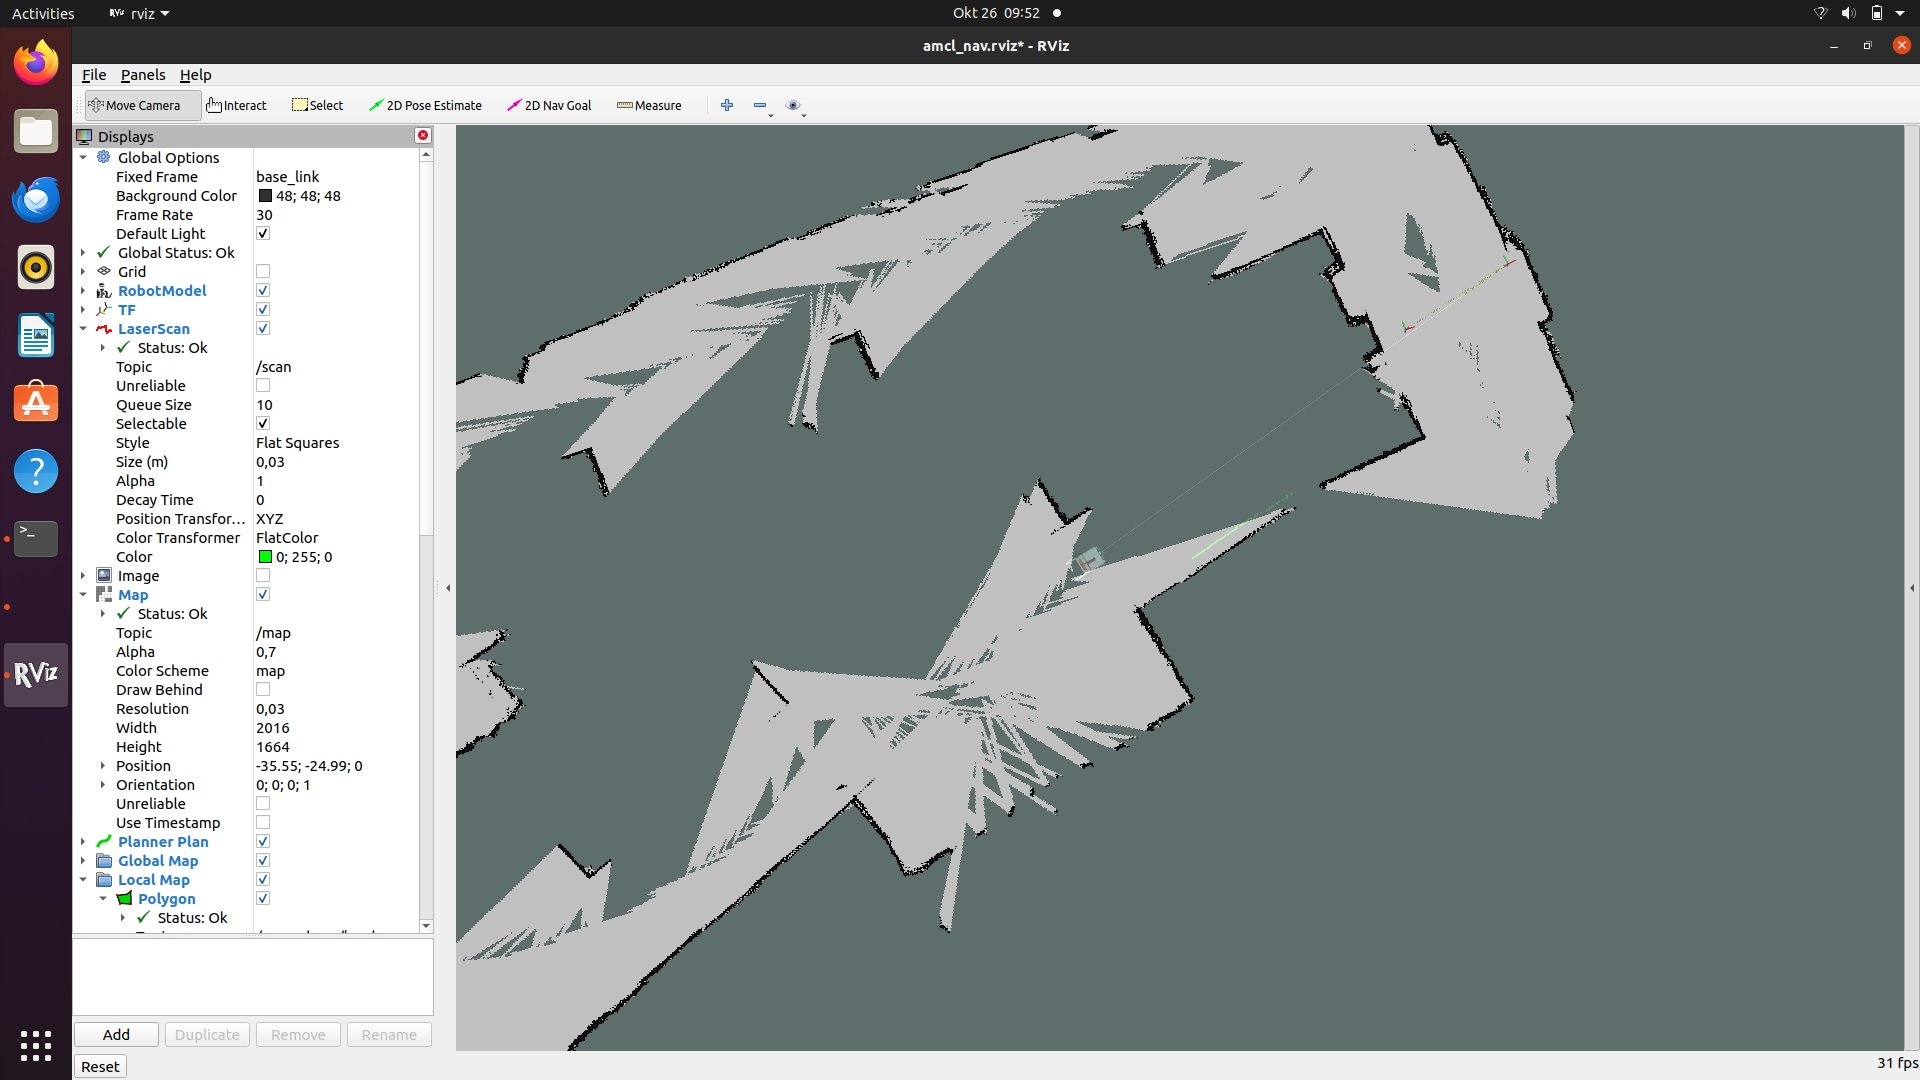 Activities
rviz
Okt 26 09:52
amcl_nav.rviz* - RViz
File Panels Help
Move Camera
Interact
Select
2D Pose Estimate
2D Nav Goal
Measure
Displays
Global Options
Fixed Frame base_link
Background Color 48; 48; 48
Frame Rate 30
Default Light
Global Status: Ok
Grid
RobotModel
TF
LaserScan
Status: Ok
Topic /scan
Unreliable
Queue Size 10
Selectable
Style Flat Squares
Size (m) 0,03
Alpha 1
Decay Time 0
Position Transfor... XYZ
Color Transformer FlatColor
Color 0; 255; 0
Image
Map
Status: Ok
Topic /map
Alpha 0,7
Color Scheme map
Draw Behind
Resolution 0,03
Width 2016
Height 1664
Position -35.55; -24.99; 0
Orientation 0; 0; 0; 1
Unreliable
Use Timestamp
Planner Plan
Global Map
Local Map
Polygon
Status: Ok
RViz
Add Duplicate Remove Rename
Reset
31 fps